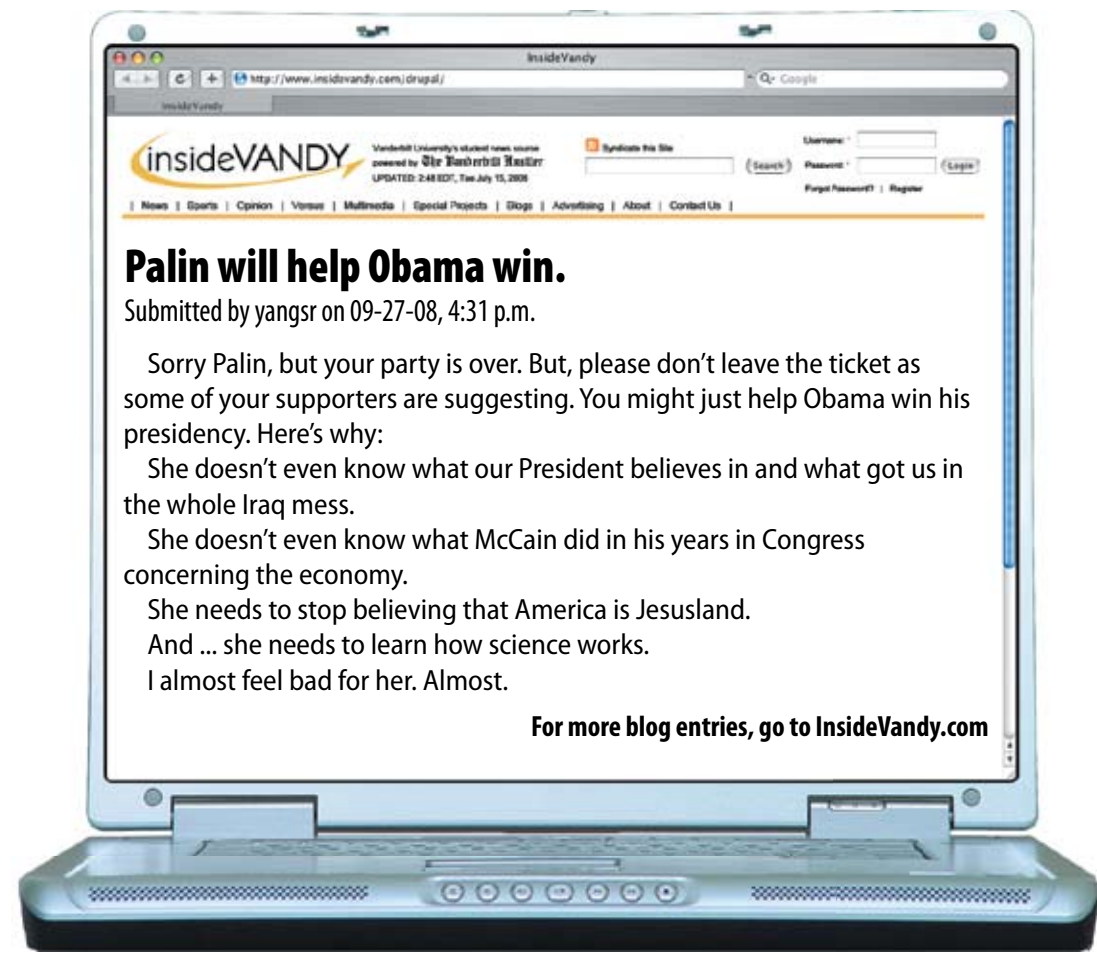 InsideVandy
http://www.insidevandy.com/drupal/
Google
InsideVandy
insideVANDY
Vanderbilt University's student news source
powered by The Vanderbilt Hustler
UPDATED: 2:48 EDT, Tue July 15, 2008
Syndicate this Site
Search
Username: *
Password: *
Login
Forgot Password? | Register
| News | Sports | Opinion | Versus | Multimedia | Special Projects | Blogs | Advertising | About | Contact Us |
Palin will help Obama win.
Submitted by yangsr on 09-27-08, 4:31 p.m.
Sorry Palin, but your party is over. But, please don't leave the ticket as
some of your supporters are suggesting. You might just help Obama win his
presidency. Here's why:
She doesn't even know what our President believes in and what got us in
the whole Iraq mess.
She doesn't even know what McCain did in his years in Congress
concerning the economy.
She needs to stop believing that America is Jesusland.
And ... she needs to learn how science works.
I almost feel bad for her. Almost.
For more blog entries, go to InsideVandy.com